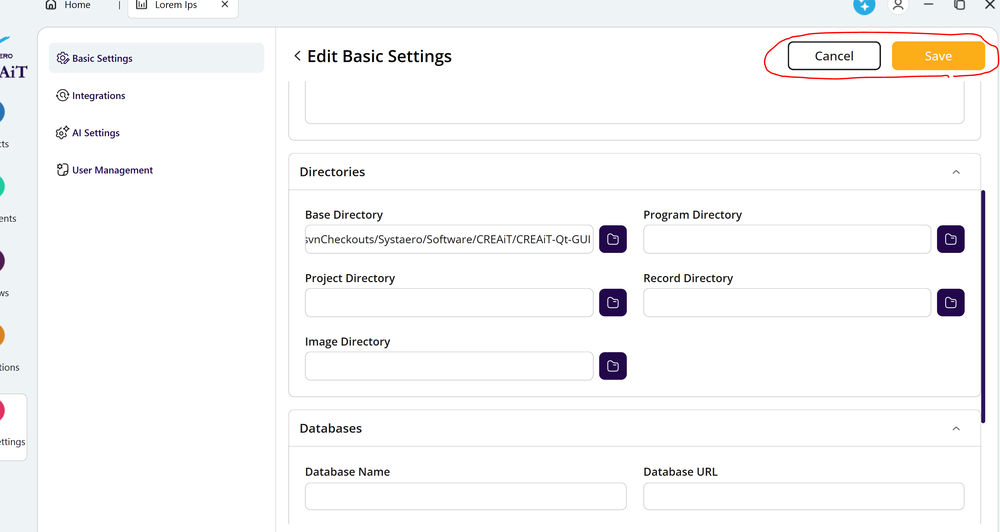 Home | Lorem Ips
ERO
AiT
Basic Settings
Integrations
AI Settings
User Management
cts
ents
ws
tions
ettings
Edit Basic Settings
Cancel
Save
Directories
Base Directory
Program Directory
svnCheckouts/Systaero/Software/CREAiT/CREAiT-Qt-GUI
Project Directory
Record Directory
Image Directory
Databases
Database Name
Database URL